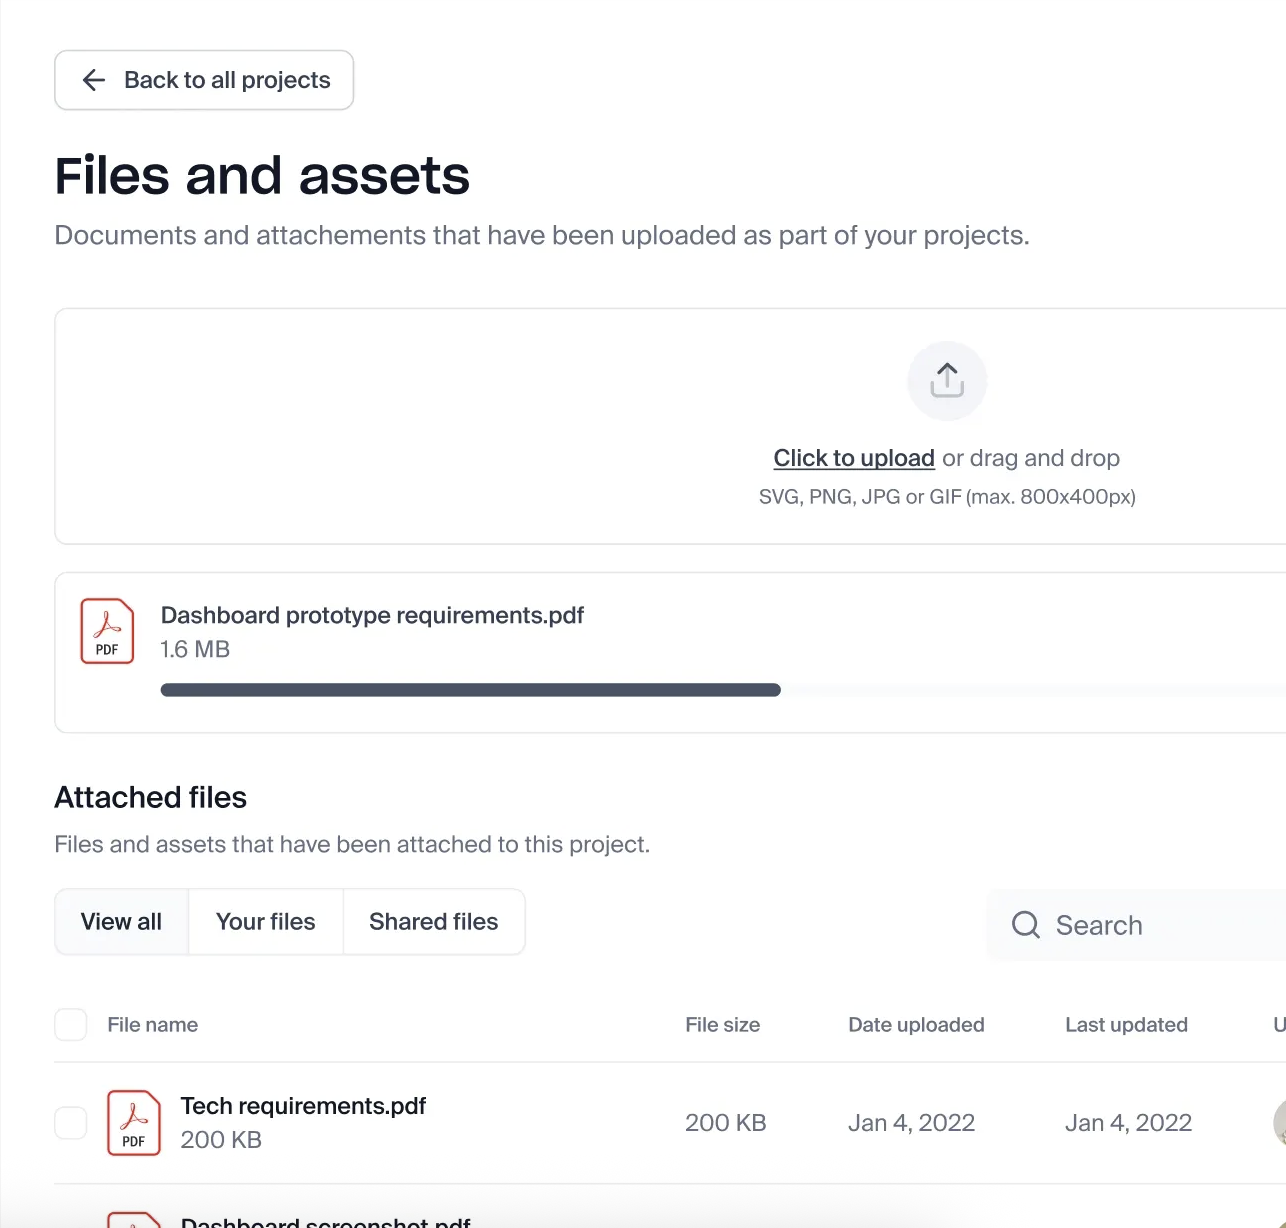 Back to all projects
Files and assets
Documents and attachements that have been uploaded as part of your projects.
Click to upload or drag and drop
SVG, PNG, JPG or GIF (max. 800x400px)
Dashboard prototype requirements.pdf
PDF
1.6 MB
Attached files
Files and assets that have been attached to this project.
View all Your files Shared files Search
File name File size Date uploaded Last updated
Tech requirements.pdf
200 KB Jan 4, 2022 Jan 4, 2022
PDF
200 KB
Dashboard screenshot.pdf